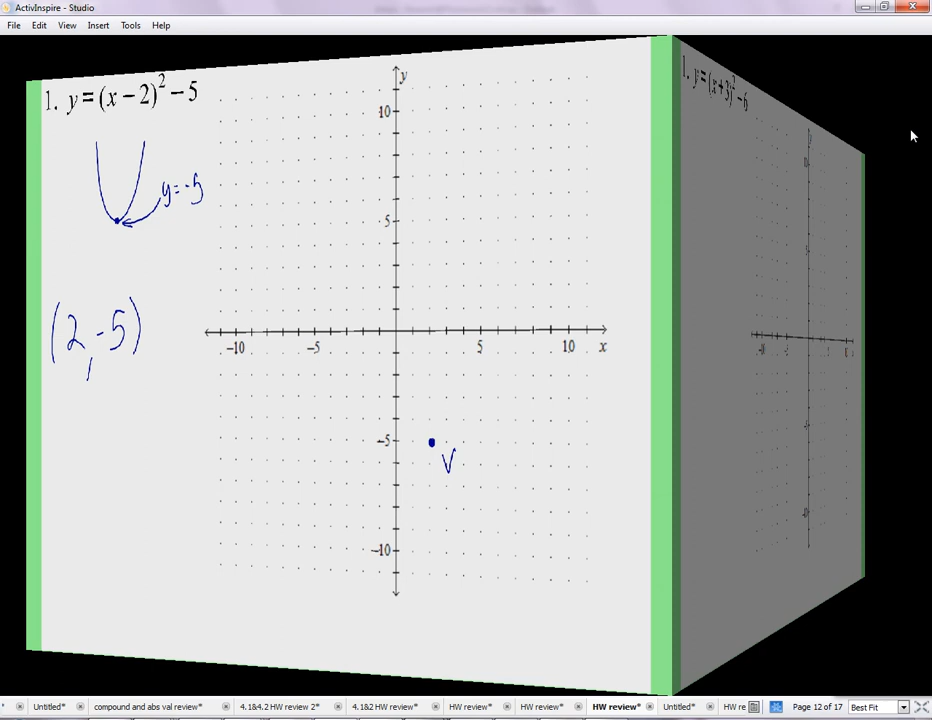 ActivInspire - Studio
File Edit View Insert Tools Help
1. y = (x − 2)² − 5
y = -5
(2, -5)
y
10
5
-10 -5 5 10 x
-5
V
-10
1. y = (x + 3)² − 6
Untitled* compound and abs val review* 4.1&4.2 HW review 2* 4.1&2 HW review* HW review* HW review* HW review* Untitled* HW re Page 12 of 17 Best Fit